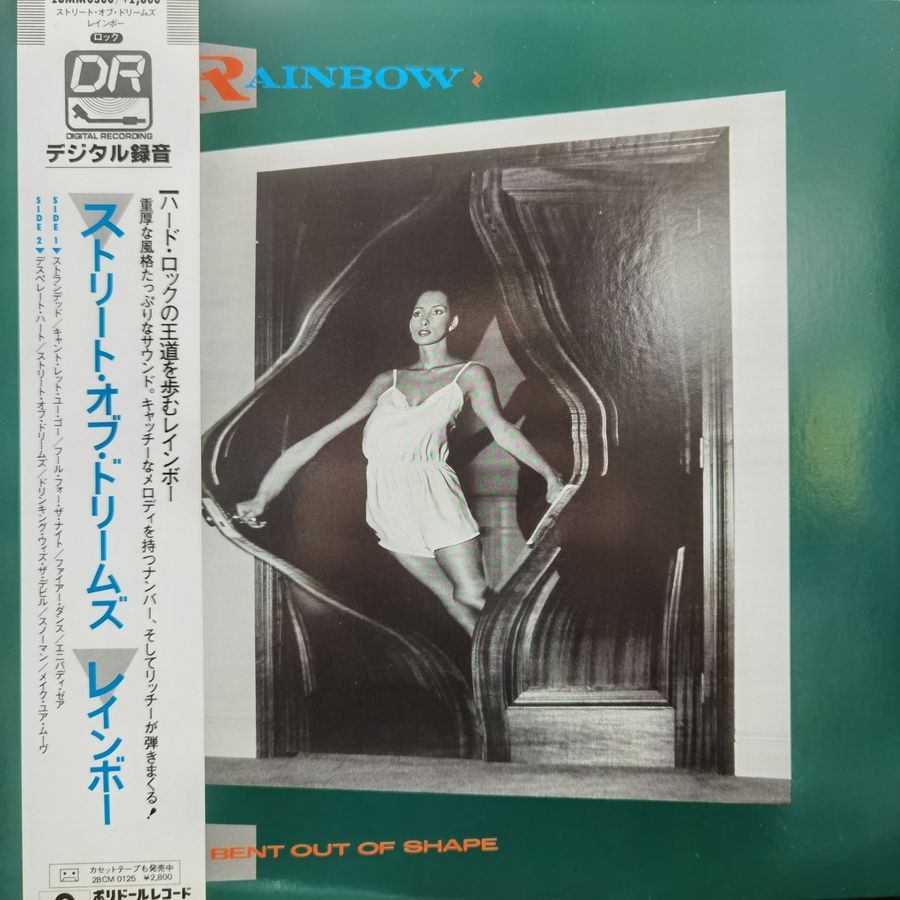 28MM0300 / ¥2,800
ストリート・オブ・ドリームズ
レインボー
ロック
DR
DIGITAL RECORDING
デジタル録音
ハード・ロックの王道を歩むレインボー
重厚な風格たっぷりなサウンド。キャッチーなメロディを持つナンバー、そしてリッチーが弾きまくる!
ストリート・オブ・ドリームズ レインボー
SIDE 1 ▼ ストランデッド/キャント・レット・ユー・ゴー/フール・フォー・ザ・ナイト/ファイアー・ダンス/エニバディ・ゼア
SIDE 2 ▼ デスペレート・ハート/ストリート・オブ・ドリームズ/ドリンキング・ウィズ・ザ・デビル/スノーマン/メイク・ユア・ムーヴ
カセットテープも発売中
28CM 0125 ¥2,800
ポリドールレコード
RAINBOW
BENT OUT OF SHAPE